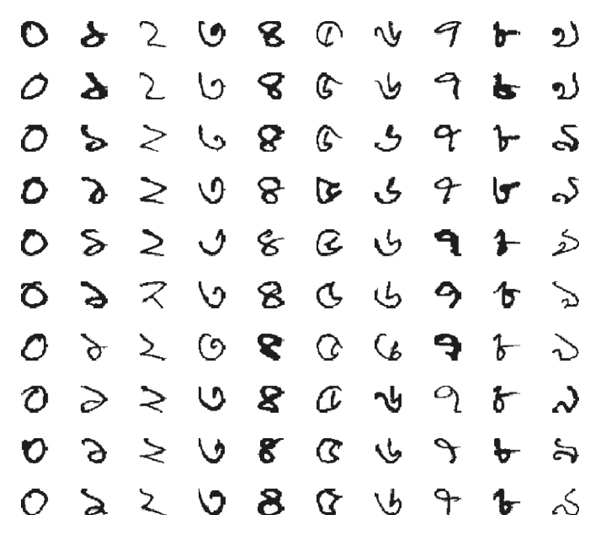 ০ ১ ২ ৩ ৪ ৫ ৬ ৭ ৮ ৯
০ ১ ২ ৩ ৪ ৫ ৬ ৭ ৮ ৯
০ ১ ২ ৩ ৪ ৫ ৬ ৭ ৮ ৯
০ ১ ২ ৩ ৪ ৫ ৬ ৭ ৮ ৯
০ ১ ২ ৩ ৪ ৫ ৬ ৭ ৮ ৯
০ ১ ২ ৩ ৪ ৫ ৬ ৭ ৮ ৯
০ ১ ২ ৩ ৪ ৫ ৬ ৭ ৮ ৯
০ ১ ২ ৩ ৪ ৫ ৬ ৭ ৮ ৯
০ ১ ২ ৩ ৪ ৫ ৬ ৭ ৮ ৯
০ ১ ২ ৩ ৪ ৫ ৬ ৭ ৮ ৯